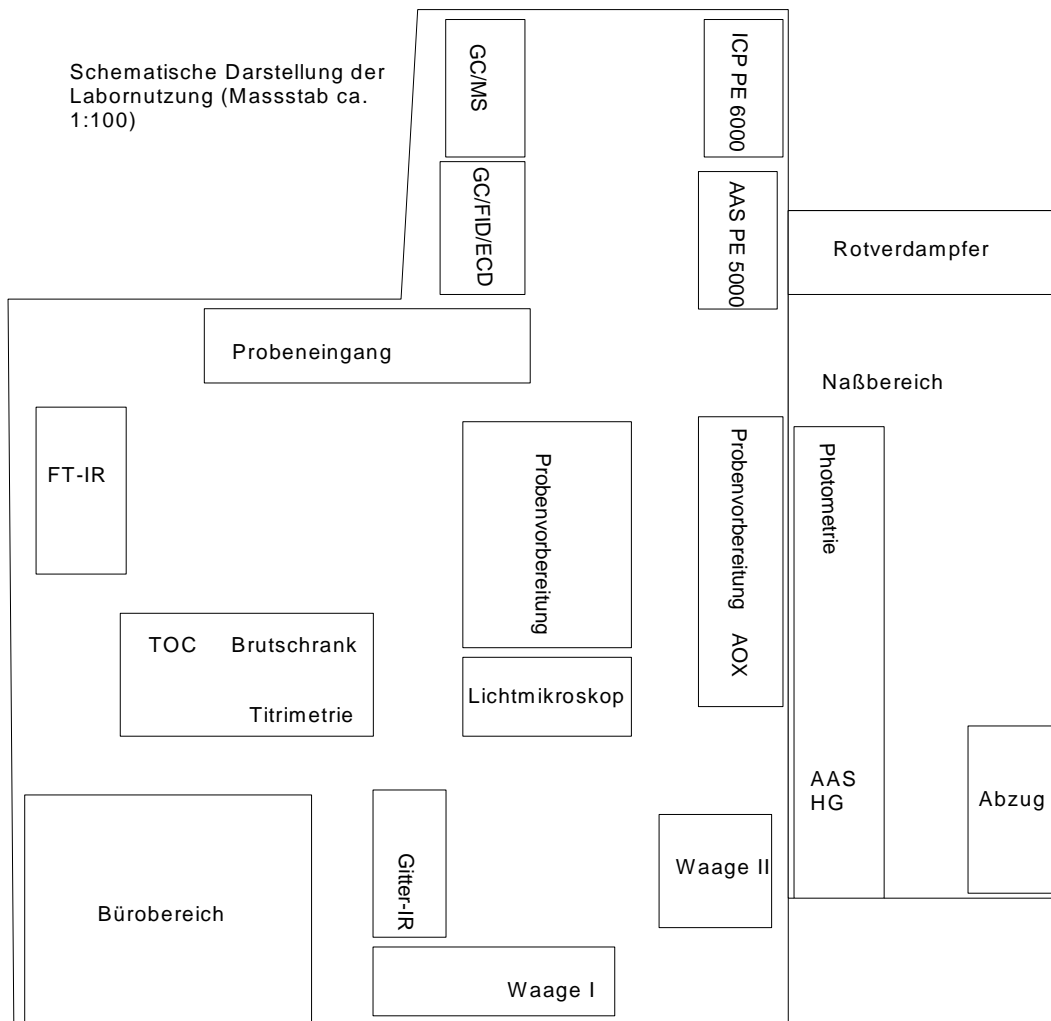 Schematische Darstellung der
Labornutzung (Massstab ca.
1:100)
GC/MS
ICP PE 6000
GC/FID/ECD
AAS PE 5000
Rotverdampfer
Probeneingang
Naßbereich
FT-IR
Probenvorbereitung
Probenvorbereitung AOX
Photometrie
TOC Brutschrank
Titrimetrie
Lichtmikroskop
AAS
HG
Abzug
Gitter-IR
Waage II
Bürobereich
Waage I